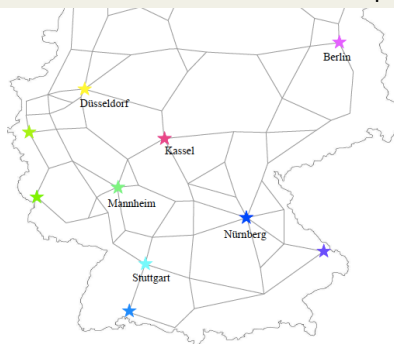 Berlin
Düsseldorf
Kassel
Mannheim
Nürnberg
Stuttgart